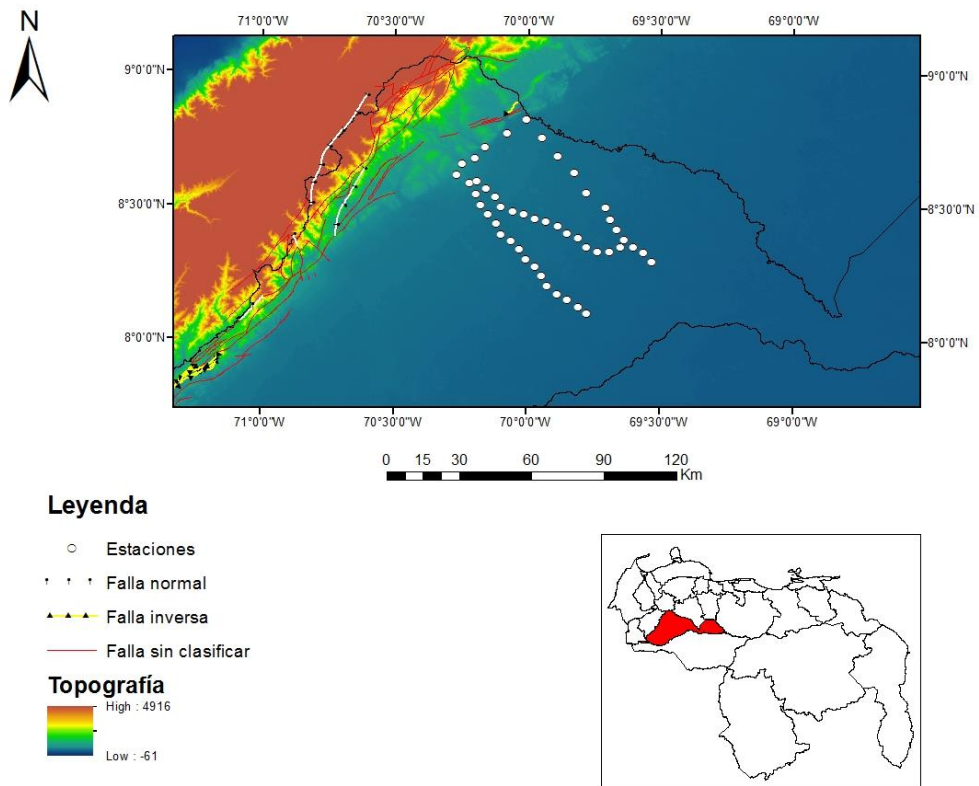 N
71°0'0"W 70°30'0"W 70°0'0"W 69°30'0"W 69°0'0"W
9°0'0"N 9°0'0"N
8°30'0"N 8°30'0"N
8°0'0"N 8°0'0"N
71°0'0"W 70°30'0"W 70°0'0"W 69°30'0"W 69°0'0"W
0 15 30 60 90 120
Km
Leyenda
Estaciones
Falla normal
Falla inversa
Falla sin clasificar
Topografía
High : 4916
Low : -61